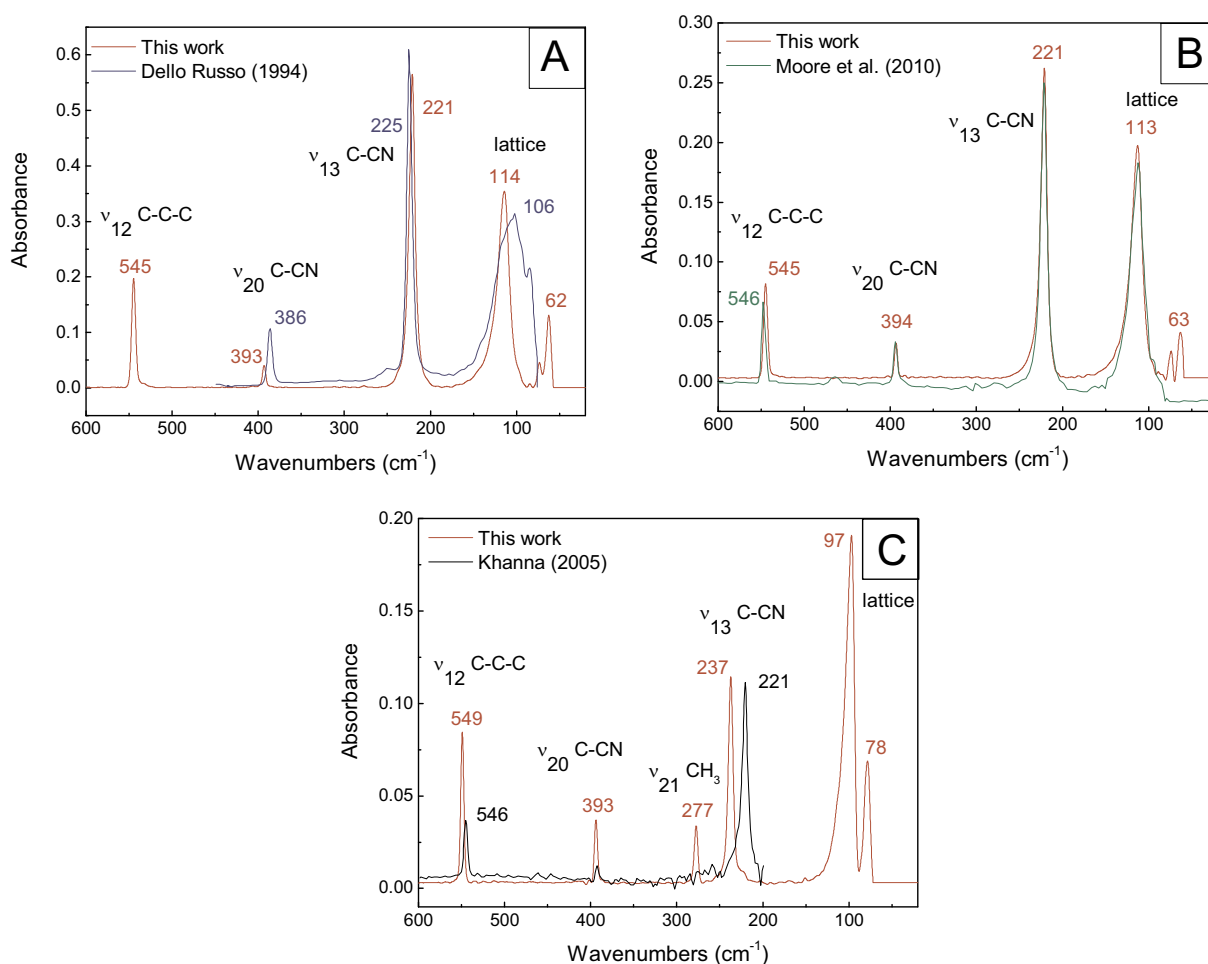 A
This work
Dello Russo (1994)
0.6
0.5
0.4
0.3
0.2
0.1
0.0
Absorbance
225
221
ν13 C-CN
lattice
114
106
ν12 C-C-C
545
ν20 C-CN
386
393
62
600 500 400 300 200 100
Wavenumbers (cm-1)
B
This work
Moore et al. (2010)
0.30
0.25
0.20
0.15
0.10
0.05
0.00
Absorbance
221
lattice
ν13 C-CN
113
ν12 C-C-C
545
546
ν20 C-CN
394
63
600 500 400 300 200 100
Wavenumbers (cm-1)
C
This work
Khanna (2005)
0.20
0.15
0.10
0.05
0.00
Absorbance
97
lattice
ν13 C-CN
237
221
ν12 C-C-C
549
546
ν20 C-CN
393
ν21 CH3
277
78
600 500 400 300 200 100
Wavenumbers (cm-1)